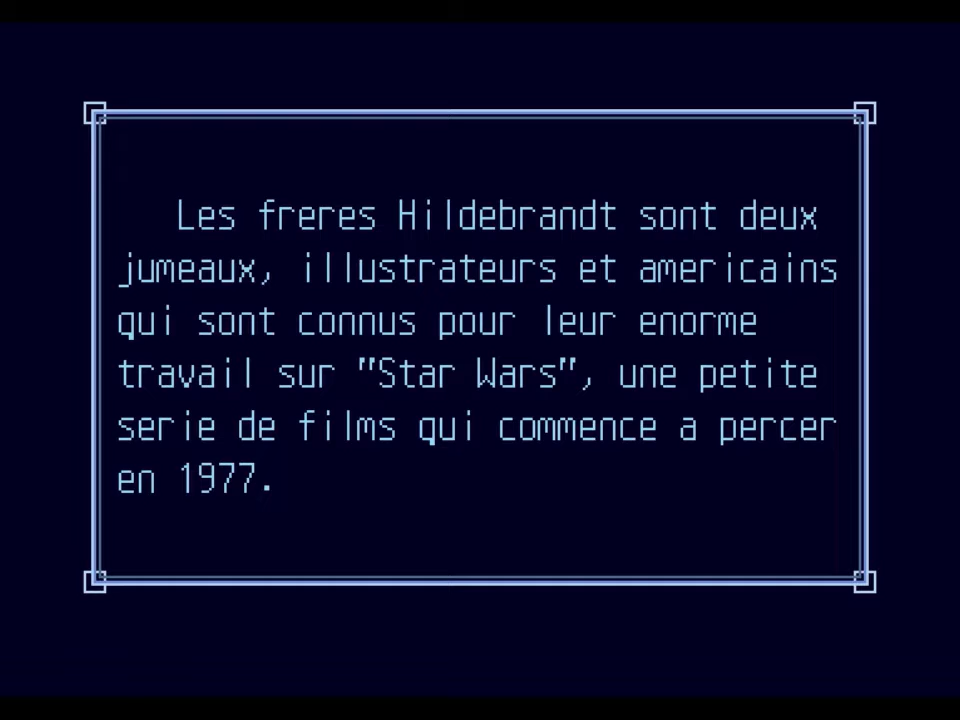 Les freres Hildebrandt sont deux
jumeaux, illustrateurs et americains
qui sont connus pour leur enorme
travail sur "Star Wars", une petite
serie de films qui commence a percer
en 1977.